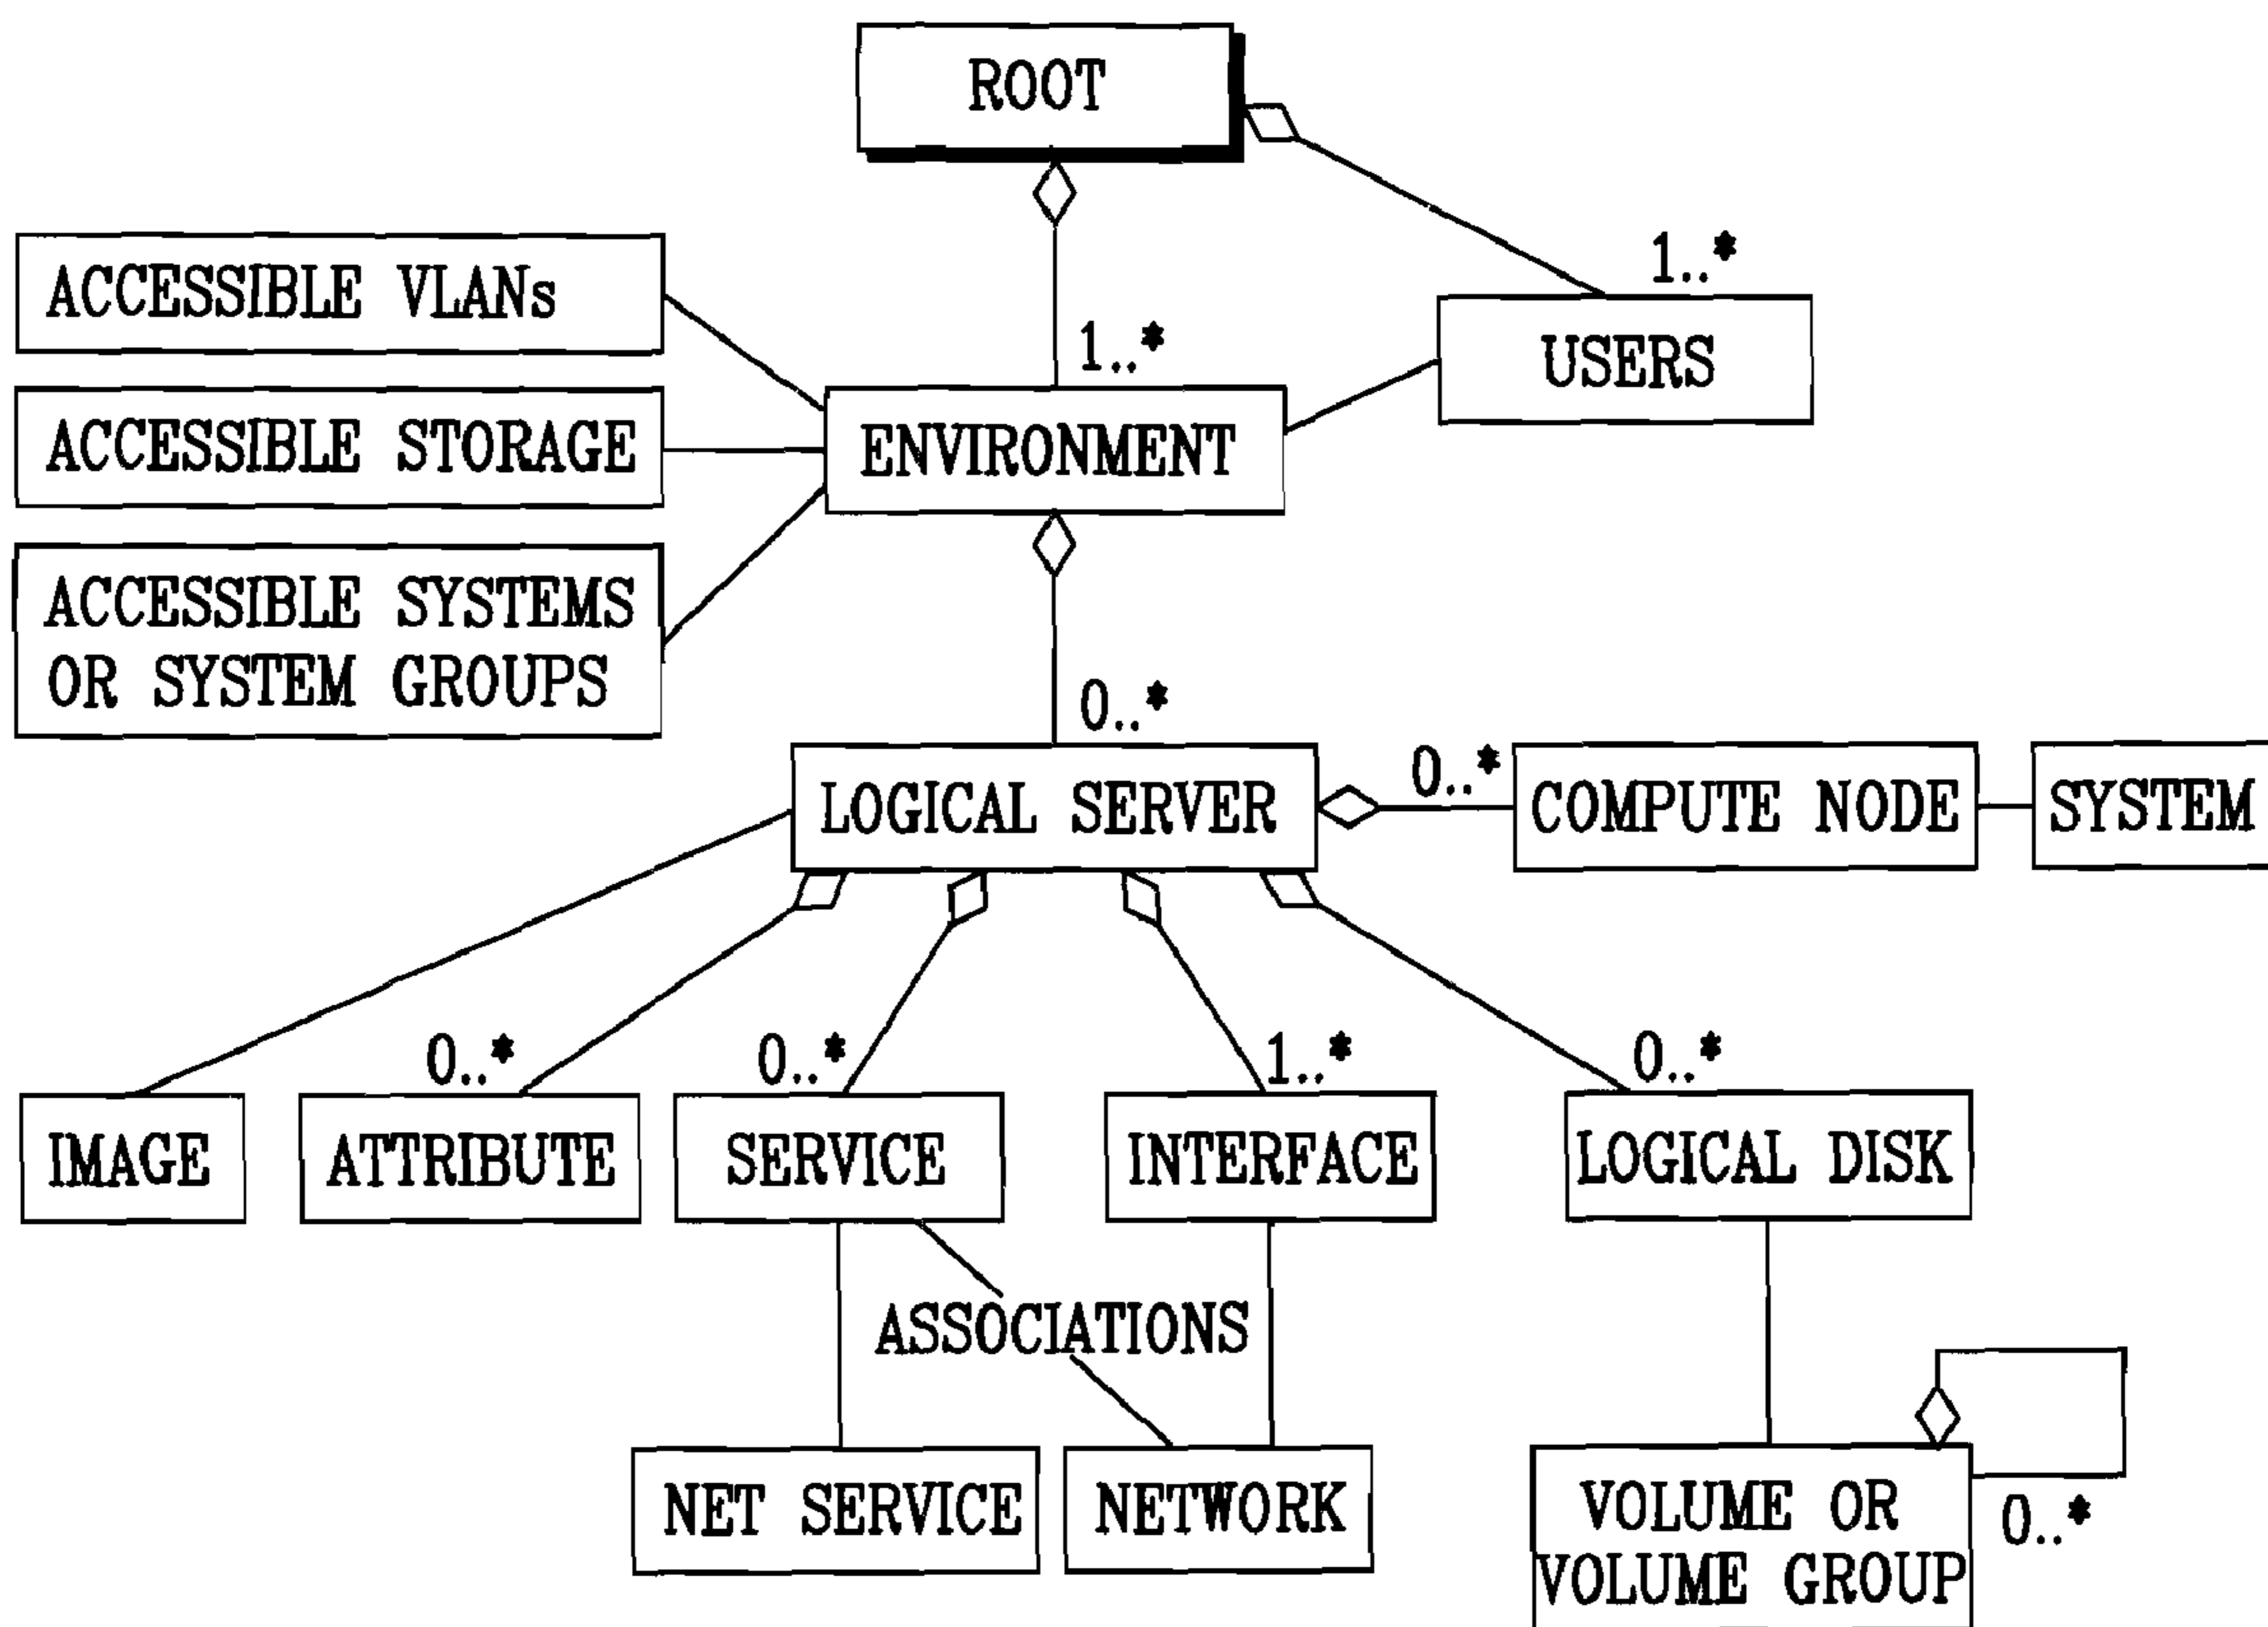 ROOT
1..*
ACCESSIBLE VLANs
1..*
USERS
ACCESSIBLE STORAGE
ENVIRONMENT
ACCESSIBLE SYSTEMS
OR SYSTEM GROUPS
0..*
LOGICAL SERVER
0..*
COMPUTE NODE
SYSTEM
0..*
0..*
1..*
0..*
IMAGE
ATTRIBUTE
SERVICE
INTERFACE
LOGICAL DISK
ASSOCIATIONS
NET SERVICE
NETWORK
VOLUME OR
VOLUME GROUP
0..*